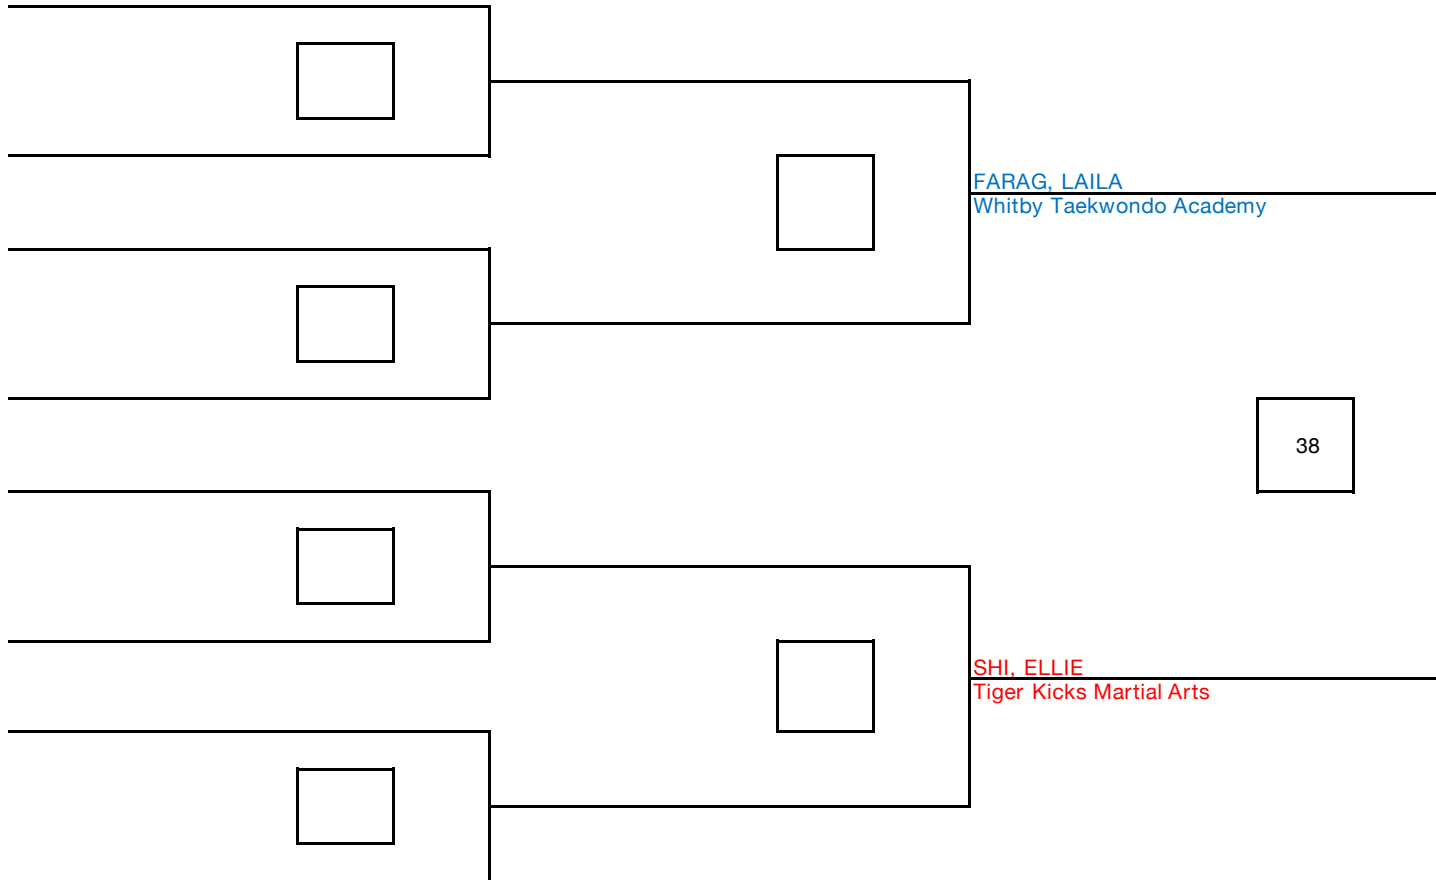 FARAG, LAILA
Whitby Taekwondo Academy
38
SHI, ELLIE
Tiger Kicks Martial Arts